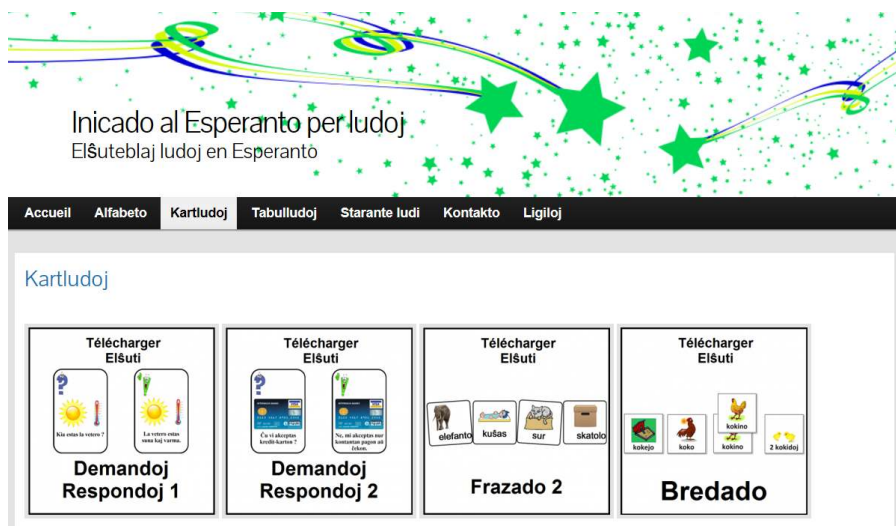 Inicado al Esperanto per ludoj
Elŝuteblaj ludoj en Esperanto
Accueil Alfabeto Kartludoj Tabulludoj Starante ludi Kontakto Ligiloj
Kartludoj
Télécharger
Elŝuti
Kia estas la vetero ?
La vetero estas
suna kaj varma.
Demandoj
Respondoj 1
Télécharger
Elŝuti
Ĉu vi akceptas
kredit-karton ?
Ne, mi akceptas nur
kontantan pagon aŭ
ĉekon.
Demandoj
Respondoj 2
Télécharger
Elŝuti
elefanto
kuŝas
sur
skatolo
Frazado 2
Télécharger
Elŝuti
kokejo
koko
kokino
kokino
2 kokidoj
Bredado